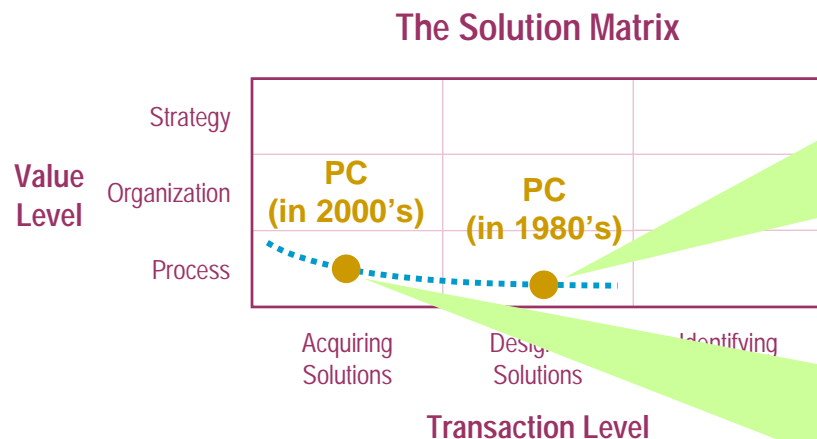 The Solution Matrix
Strategy
Value
Level
Organization
Process
PC
(in 2000's)
PC
(in 1980's)
Acquiring
Solutions
Solutions
Identifying
Transaction Level